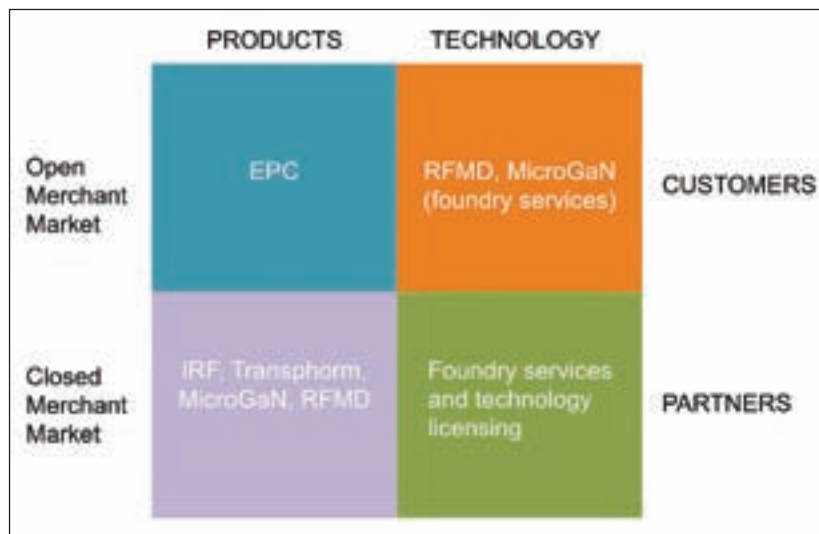 PRODUCTS
TECHNOLOGY
Open
Merchant
Market
EPC
RFMD, MicroGaN
(foundry services)
CUSTOMERS
Closed
Merchant
Market
IRF, Transphorm,
MicroGaN, RFMD
Foundry services
and technology
licensing
PARTNERS